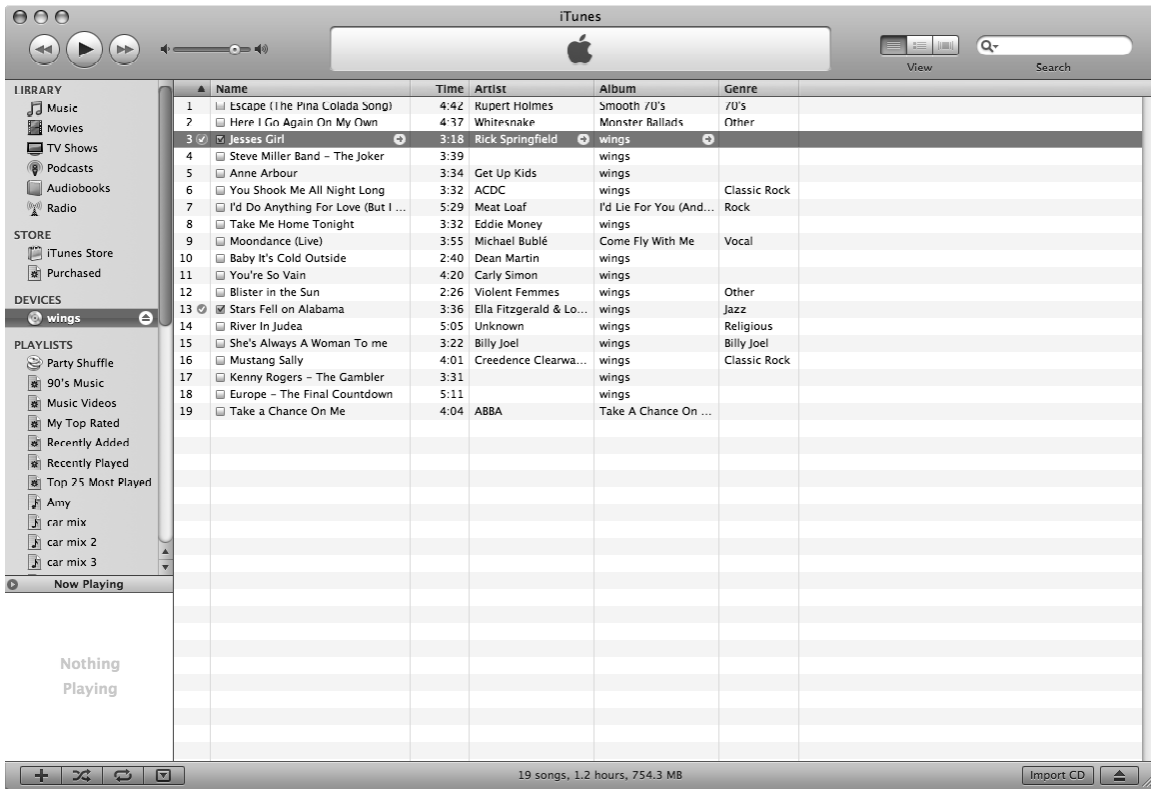 iTunes
View
Search
LIBRARY
Music
Movies
TV Shows
Podcasts
Audiobooks
Radio
STORE
iTunes Store
Purchased
DEVICES
wings
PLAYLISTS
Party Shuffle
90's Music
Music Videos
My Top Rated
Recently Added
Recently Played
Top 25 Most Played
Amy
car mix
car mix 2
car mix 3
Now Playing
Nothing
Playing
Name Time Artist Album Genre
1 Escape (The Pina Colada Song) 4:42 Rupert Holmes Smooth 70's 70's
2 Here I Go Again On My Own 4:37 Whitesnake Monster Ballads Other
3 Jesses Girl 3:18 Rick Springfield wings
4 Steve Miller Band – The Joker 3:39 wings
5 Anne Arbour 3:34 Get Up Kids wings
6 You Shook Me All Night Long 3:32 ACDC wings Classic Rock
7 I'd Do Anything For Love (But I ... 5:29 Meat Loaf I'd Lie For You (And... Rock
8 Take Me Home Tonight 3:32 Eddie Money wings
9 Moondance (Live) 3:55 Michael Bublé Come Fly With Me Vocal
10 Baby It's Cold Outside 2:40 Dean Martin wings
11 You're So Vain 4:20 Carly Simon wings
12 Blister in the Sun 2:26 Violent Femmes wings Other
13 Stars Fell on Alabama 3:36 Ella Fitzgerald & Lo... wings Jazz
14 River In Judea 5:05 Unknown wings Religious
15 She's Always A Woman To me 3:22 Billy Joel wings Billy Joel
16 Mustang Sally 4:01 Creedence Clearwa... wings Classic Rock
17 Kenny Rogers – The Gambler 3:31 wings
18 Europe – The Final Countdown 5:11 wings
19 Take a Chance On Me 4:04 ABBA Take A Chance On ...
19 songs, 1.2 hours, 754.3 MB
Import CD